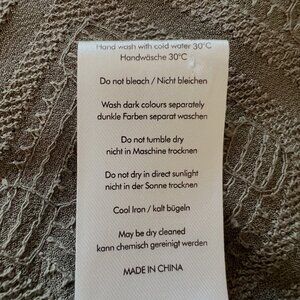 Hand wash with cold water 30°C
Handwäsche 30°C
Do not bleach / Nicht bleichen
Wash dark colours separately
dunkle Farben separat waschen
Do not tumble dry
nicht in Maschine trocknen
Do not dry in direct sunlight
nicht in der Sonne trocknen
Cool Iron / kalt bügeln
May be dry cleaned
kann chemisch gereinigt werden
MADE IN CHINA